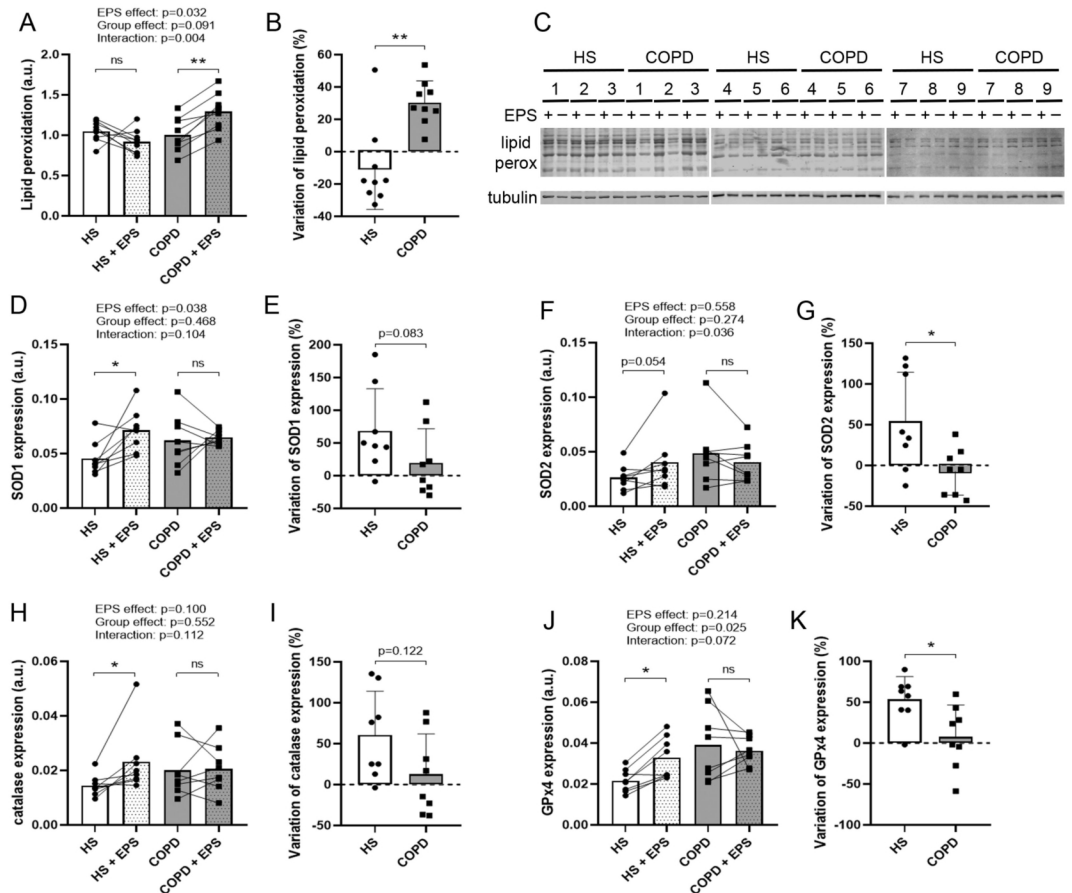 A
EPS effect: p=0.032
Group effect: p=0.091
Interaction: p=0.004
ns
**
Lipid peroxidation (a.u.)
2.0
1.5
1.0
0.5
0.0
HS
HS + EPS
COPD
COPD + EPS
B
**
Variation of lipid peroxidation (%)
60
40
20
0
-20
-40
HS
COPD
C
HS COPD HS COPD HS COPD
1 2 3 1 2 3 4 5 6 4 5 6 7 8 9 7 8 9
EPS + - + - + - + - + - + - + - + - + - + - + - + - + - + - + - + - + - + -
lipid
perox
tubulin
D
EPS effect: p=0.038
Group effect: p=0.468
Interaction: p=0.104
*
ns
SOD1 expression (a.u.)
0.15
0.10
0.05
0.00
HS
HS + EPS
COPD
COPD + EPS
E
p=0.083
Variation of SOD1 expression (%)
200
150
100
50
0
-50
HS
COPD
F
EPS effect: p=0.558
Group effect: p=0.274
Interaction: p=0.036
p=0.054
ns
SOD2 expression (a.u.)
0.15
0.10
0.05
0.00
HS
HS + EPS
COPD
COPD + EPS
G
*
Variation of SOD2 expression (%)
150
100
50
0
-50
HS
COPD
H
EPS effect: p=0.100
Group effect: p=0.552
Interaction: p=0.112
*
ns
catalase expression (a.u.)
0.06
0.04
0.02
0.00
HS
HS + EPS
COPD
COPD + EPS
I
p=0.122
Variation of catalase expression (%)
150
100
50
0
-50
HS
COPD
J
EPS effect: p=0.214
Group effect: p=0.025
Interaction: p=0.072
*
ns
GPx4 expression (a.u.)
0.08
0.06
0.04
0.02
0.00
HS
HS + EPS
COPD
COPD + EPS
K
*
Variation of GPx4 expression (%)
100
50
0
-50
-100
HS
COPD